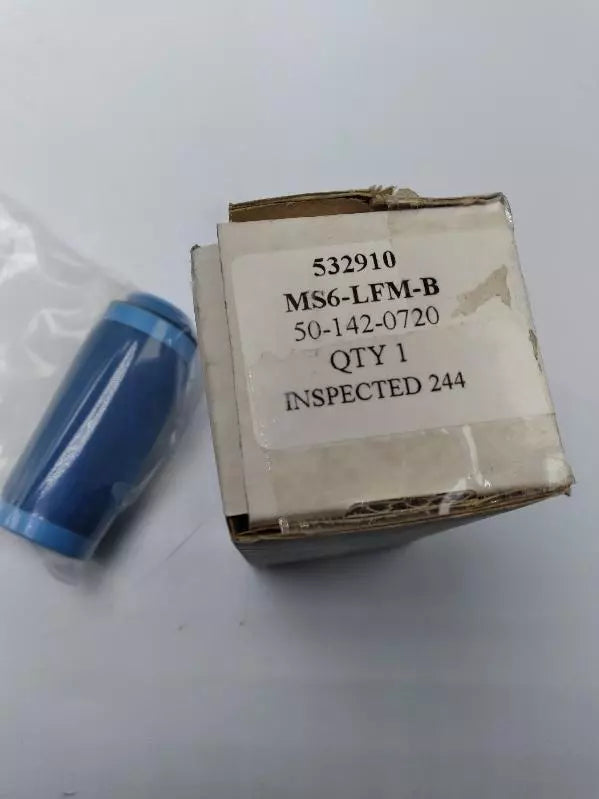 532910
MS6-LFM-B
50-142-0720
QTY 1
INSPECTED 244